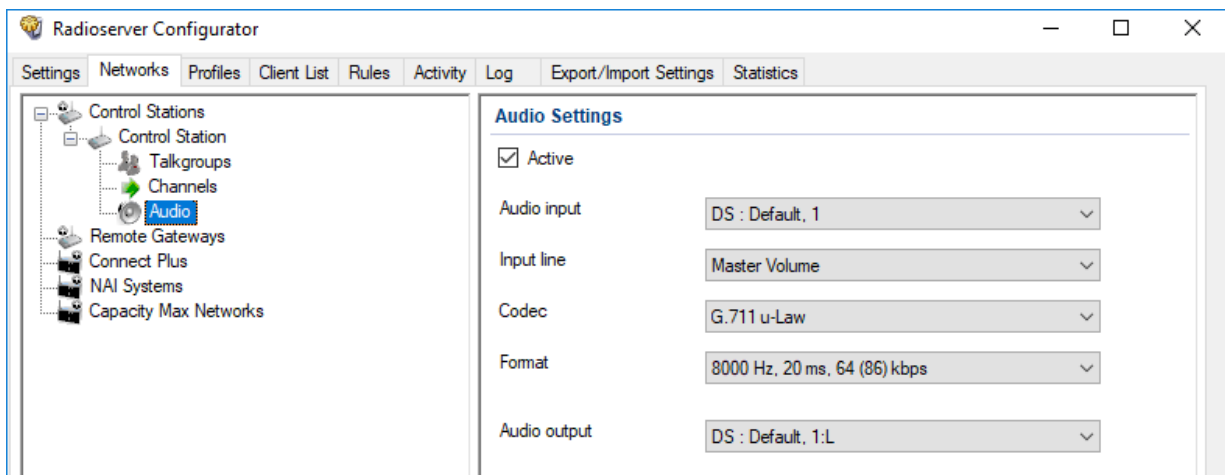 Radioserver Configurator
Settings Networks Profiles Client List Rules Activity Log Export/Import Settings Statistics
Control Stations
Control Station
Talkgroups
Channels
Audio
Remote Gateways
Connect Plus
NAI Systems
Capacity Max Networks
Audio Settings
Active
Audio input DS : Default, 1
Input line Master Volume
Codec G.711 u-Law
Format 8000 Hz, 20 ms, 64 (86) kbps
Audio output DS : Default, 1:L